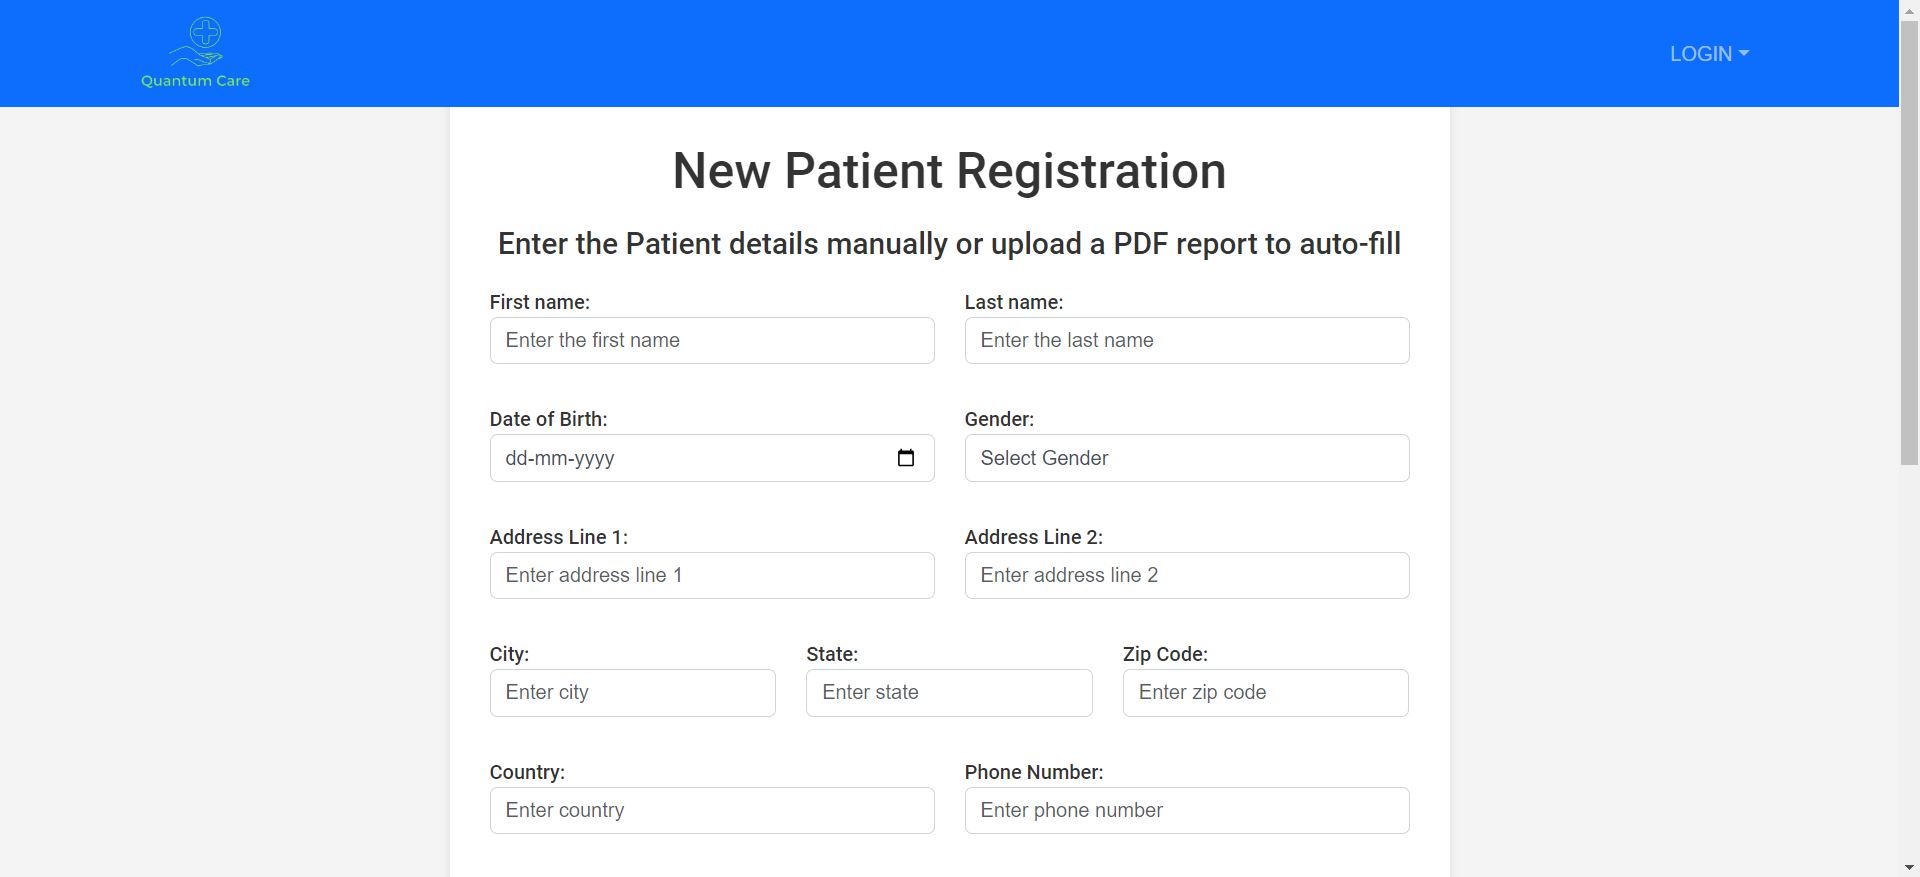 Quantum Care
LOGIN
New Patient Registration
Enter the Patient details manually or upload a PDF report to auto-fill
First name: Last name:
Enter the first name Enter the last name
Date of Birth: Gender:
dd-mm-yyyy Select Gender
Address Line 1: Address Line 2:
Enter address line 1 Enter address line 2
City: State: Zip Code:
Enter city Enter state Enter zip code
Country: Phone Number:
Enter country Enter phone number